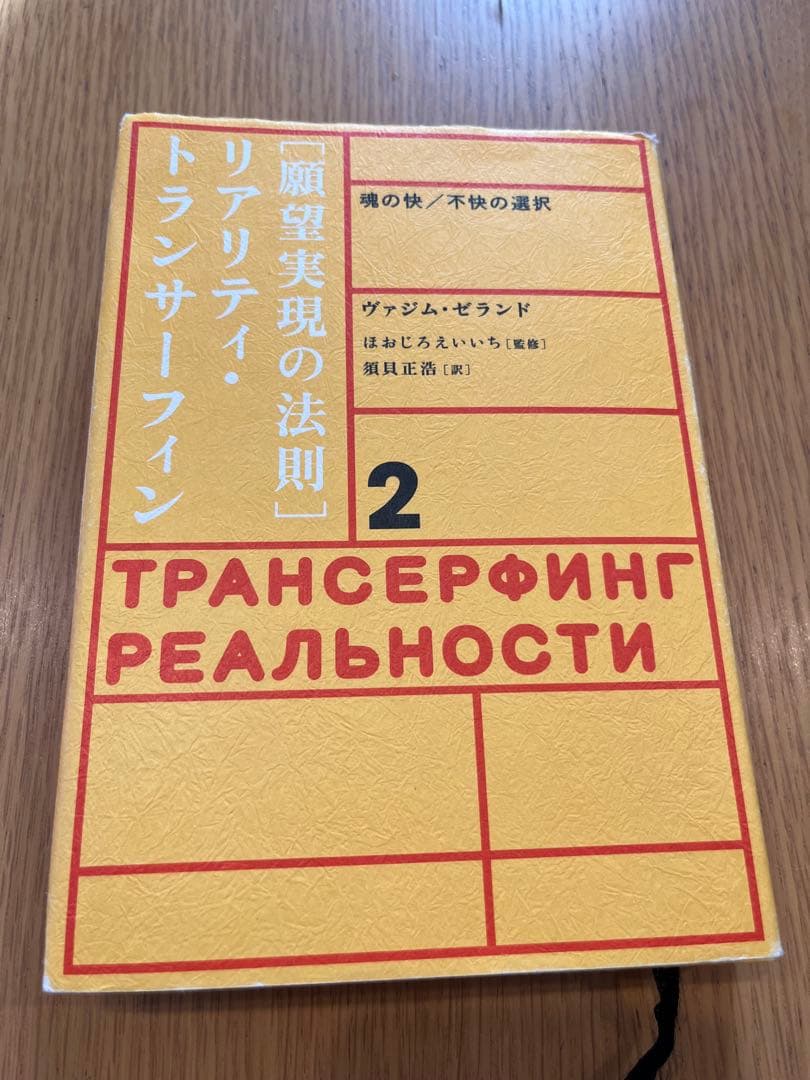 ［願望実現の法則］
リアリティ・
トランサーフィン
魂の快／不快の選択
ヴァジム・ゼランド
ほおじろえいいち［監修］
須貝正浩［訳］
2
ТРАНСЕРФИНГ
РЕАЛЬНОСТИ